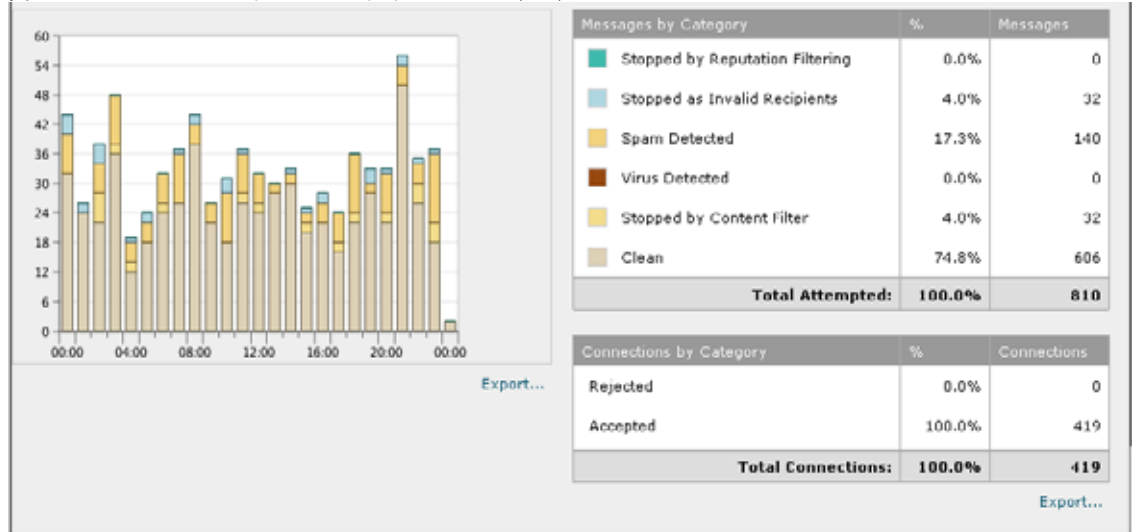 60
54
48
42
36
30
24
18
12
6
0
00:00 04:00 08:00 12:00 16:00 20:00 00:00
Export...
Messages by Category % Messages
Stopped by Reputation Filtering 0.0% 0
Stopped as Invalid Recipients 4.0% 32
Spam Detected 17.3% 140
Virus Detected 0.0% 0
Stopped by Content Filter 4.0% 32
Clean 74.8% 606
Total Attempted: 100.0% 810
Connections by Category % Connections
Rejected 0.0% 0
Accepted 100.0% 419
Total Connections: 100.0% 419
Export...